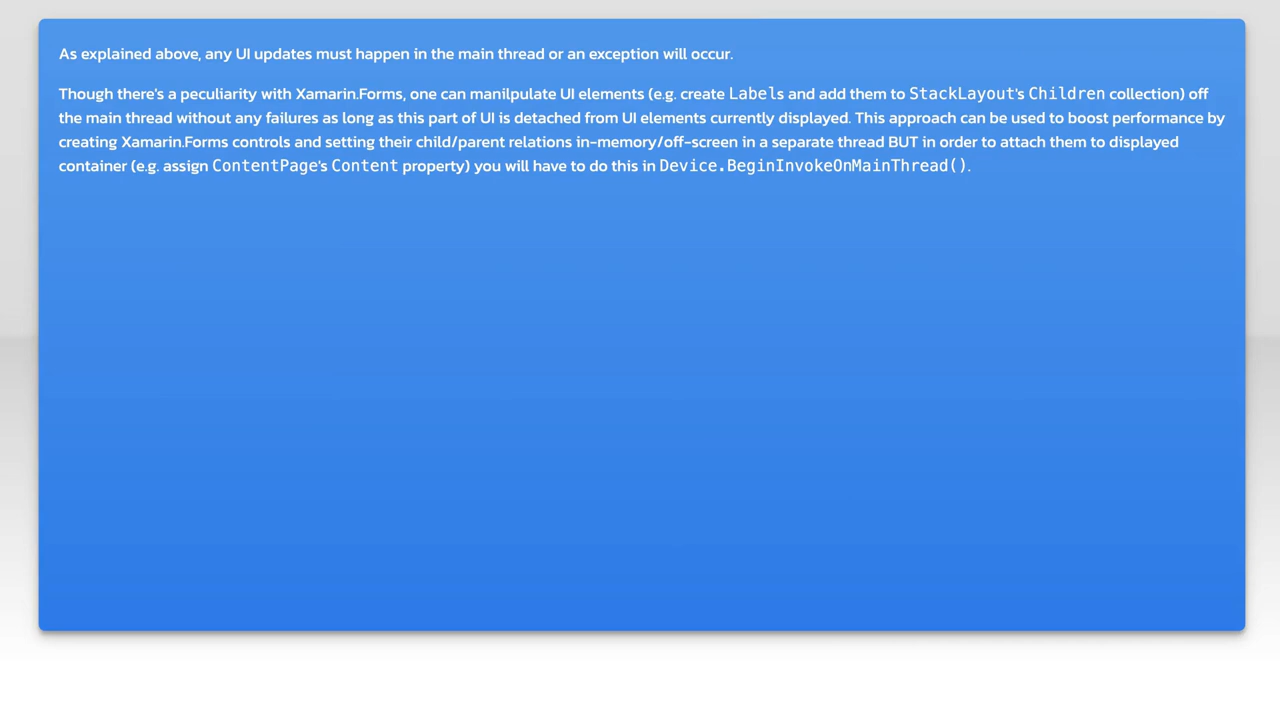 As explained above, any UI updates must happen in the main thread or an exception will occur.
Though there's a peculiarity with Xamarin.Forms, one can manilpulate UI elements (e.g. create Labels and add them to StackLayout's Children collection) off
the main thread without any failures as long as this part of UI is detached from UI elements currently displayed. This approach can be used to boost performance by
creating Xamarin.Forms controls and setting their child/parent relations in-memory/off-screen in a separate thread BUT in order to attach them to displayed
container (e.g. assign ContentPage's Content property) you will have to do this in Device.BeginInvokeOnMainThread().